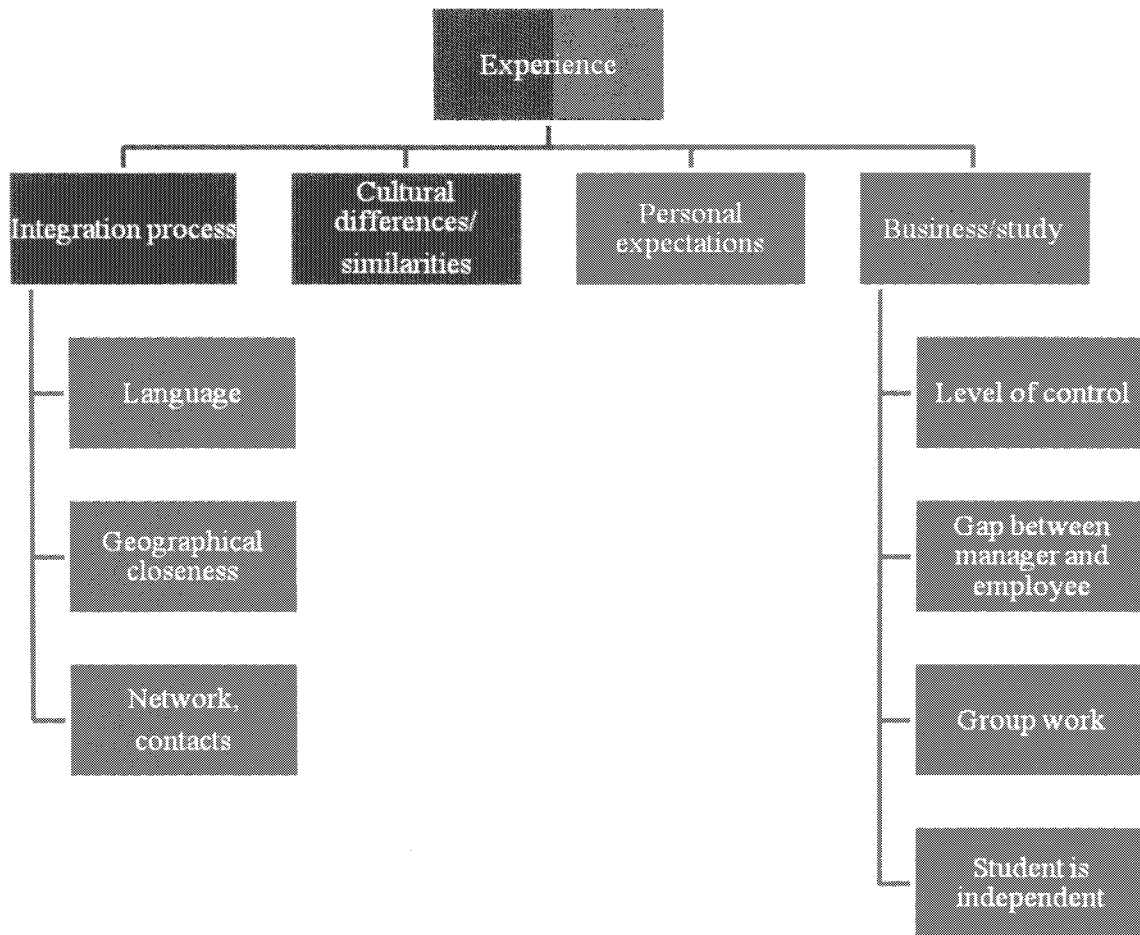 Experience
Integration process
Cultural
differences/
similarities
Personal
expectations
Business/study
Language
Geographical
closeness
Network,
contacts
Level of control
Gap between
manager and
employee
Group work
Student is
independent